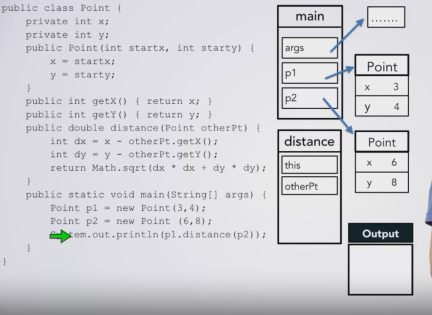 public class Point {
private int x;
private int y;
public Point(int startx, int starty) {
x = startx;
y = starty;
}
public int getX() { return x; }
public int getY() { return y; }
public double distance(Point otherPt) {
int dx = x - otherPt.getX();
int dy = y - otherPt.getY();
return Math.sqrt(dx * dx + dy * dy);
}
public static void main(String[] args) {
Point p1 = new Point(3,4);
Point p2 = new Point (6,8);
tem.out.println(p1.distance(p2));
}
}
main
args
p1
p2
.......
Point
x 3
y 4
distance
this
otherPt
Point
x 6
y 8
Output